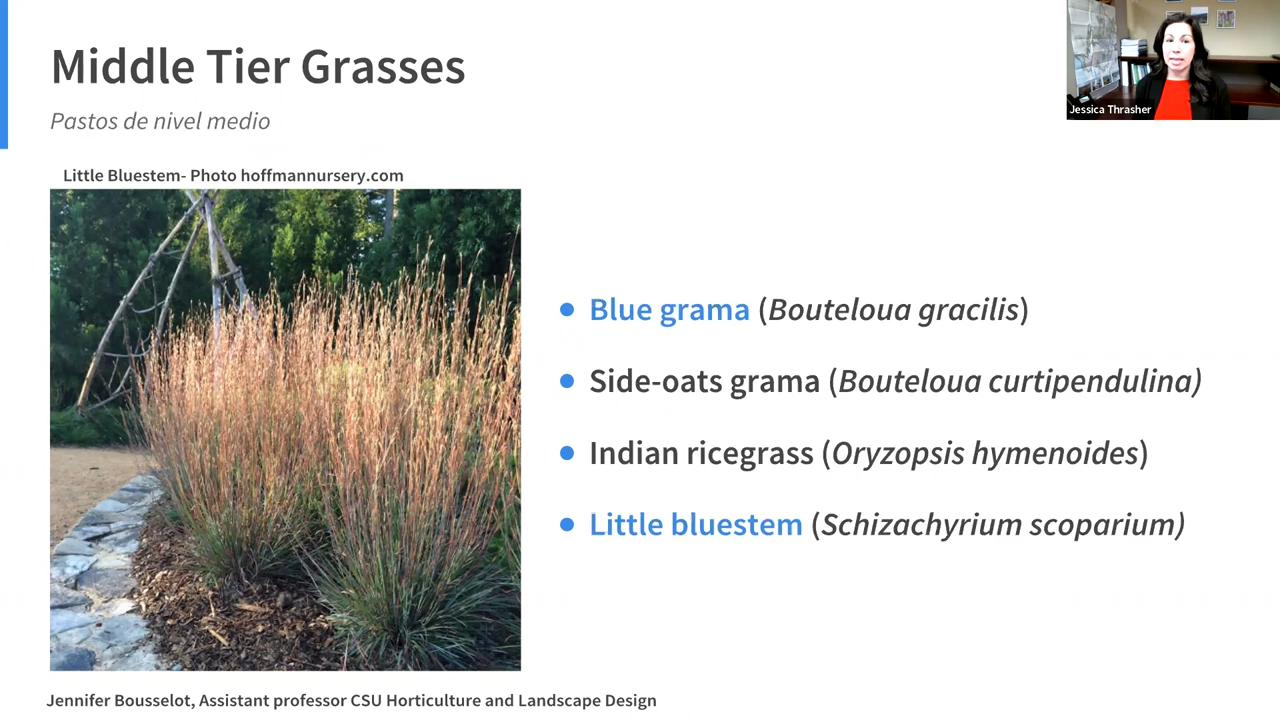 Middle Tier Grasses
Pastos de nivel medio
Jessica Thrasher
Little Bluestem- Photo hoffmannursery.com
Blue grama (Bouteloua gracilis)
Side-oats grama (Bouteloua curtipendulina)
Indian ricegrass (Oryzopsis hymenoides)
Little bluestem (Schizachyrium scoparium)
Jennifer Bousselot, Assistant professor CSU Horticulture and Landscape Design